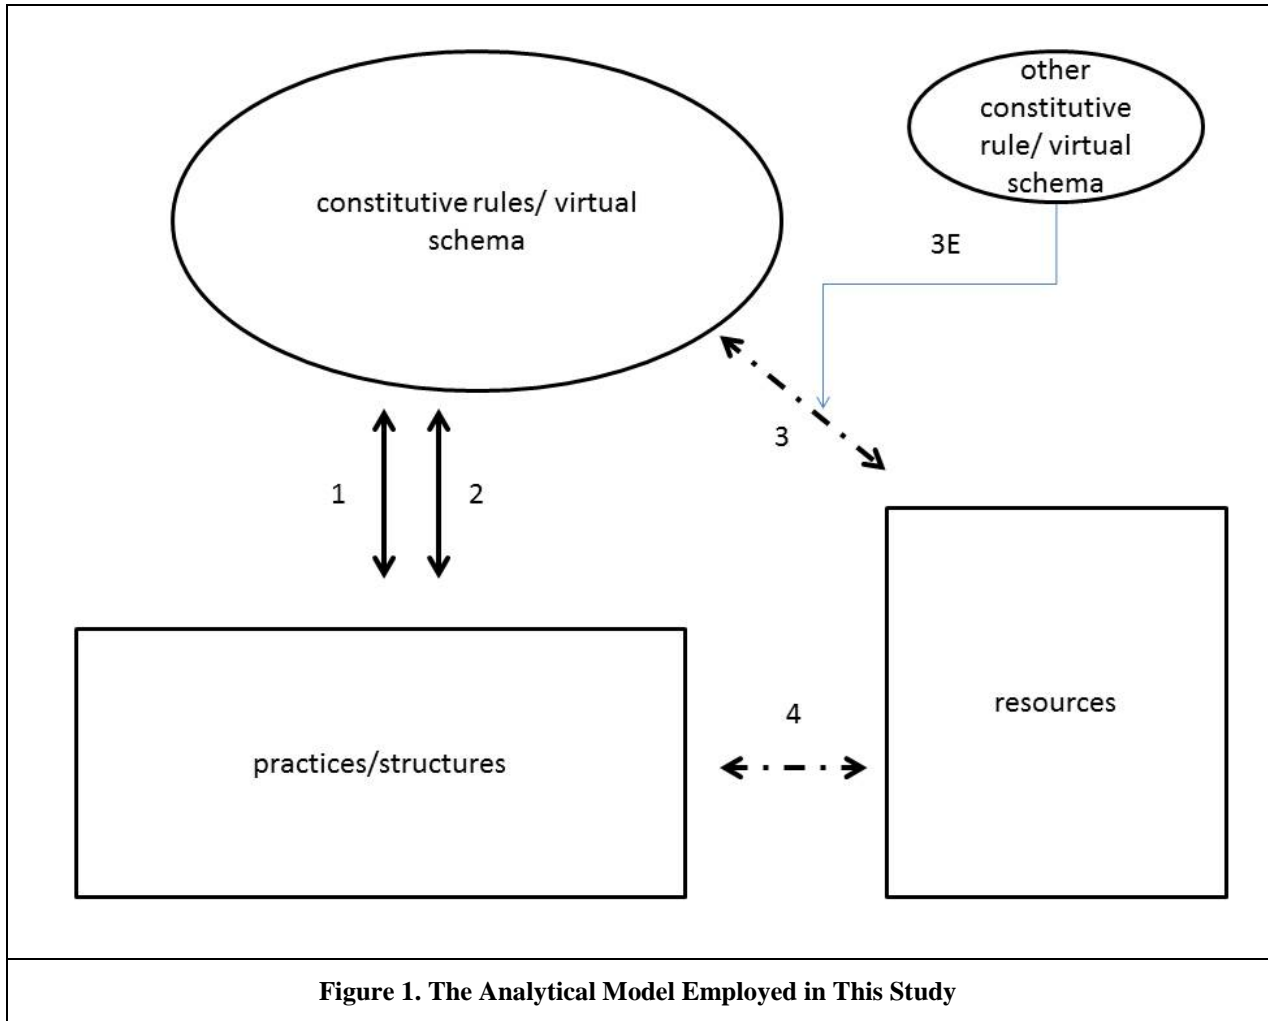 other
constitutive
rule/ virtual
schema
constitutive rules/ virtual
schema
3E
3
1
2
4
resources
practices/structures
Figure 1. The Analytical Model Employed in This Study